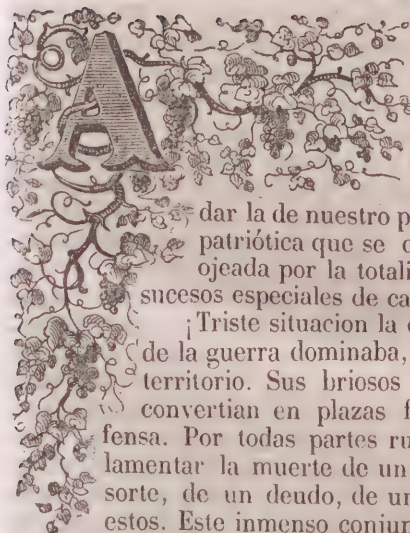 A
dar la de nuestro p
patriótica que se
ojeada por la totali
sucesos especiales de ca
¡Triste situacion la
de la guerra dominaba,
territorio. Sus briosos
convertian en plazas f
fensa. Por todas partes ru
lamentar la muerte de un
sorte, de un deudo, de un
estos. Este inmenso conjun